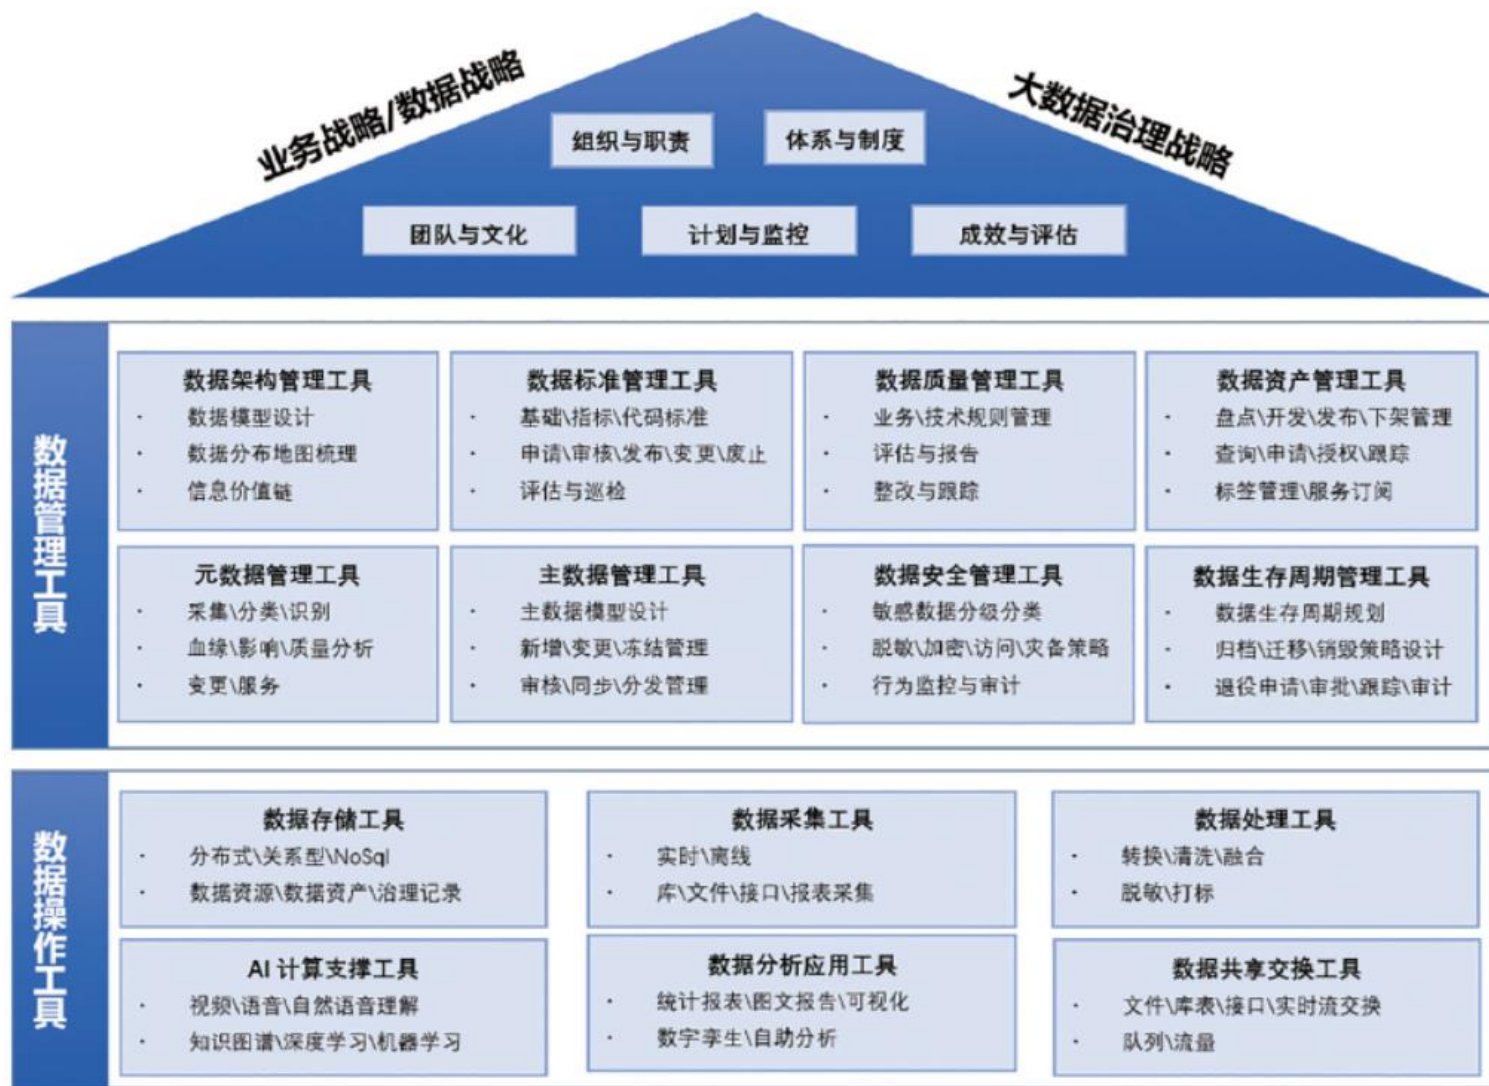 业务战略/数据战略
大数据治理战略
组织与职责
体系与制度
团队与文化
计划与监控
成效与评估
数据管理工具
数据架构管理工具
· 数据模型设计
· 数据分布地图梳理
· 信息价值链
数据标准管理工具
· 基础\指标\代码标准
· 申请\审核\发布\变更\废止
· 评估与巡检
数据质量管理工具
· 业务\技术规则管理
· 评估与报告
· 整改与跟踪
数据资产管理工具
· 盘点\开发\发布\下架管理
· 查询\申请\授权\跟踪
· 标签管理\服务订阅
元数据管理工具
· 采集\分类\识别
· 血缘\影响\质量分析
· 变更\服务
主数据管理工具
· 主数据模型设计
· 新增\变更\冻结管理
· 审核\同步\分发管理
数据安全管理工具
· 敏感数据分级分类
· 脱敏\加密\访问\灾备策略
· 行为监控与审计
数据生存周期管理工具
· 数据生存周期规划
· 归档\迁移\销毁策略设计
· 退役申请\审批\跟踪\审计
数据操作工具
数据存储工具
· 分布式\关系型\NoSql
· 数据资源\数据资产\治理记录
数据采集工具
· 实时\离线
· 库\文件\接口\报表采集
数据处理工具
· 转换\清洗\融合
· 脱敏\打标
AI 计算支撑工具
· 视频\语音\自然语音理解
· 知识图谱\深度学习\机器学习
数据分析应用工具
· 统计报表\图文报告\可视化
· 数字孪生\自助分析
数据共享交换工具
· 文件\库表\接口\实时流交换
· 队列\流量